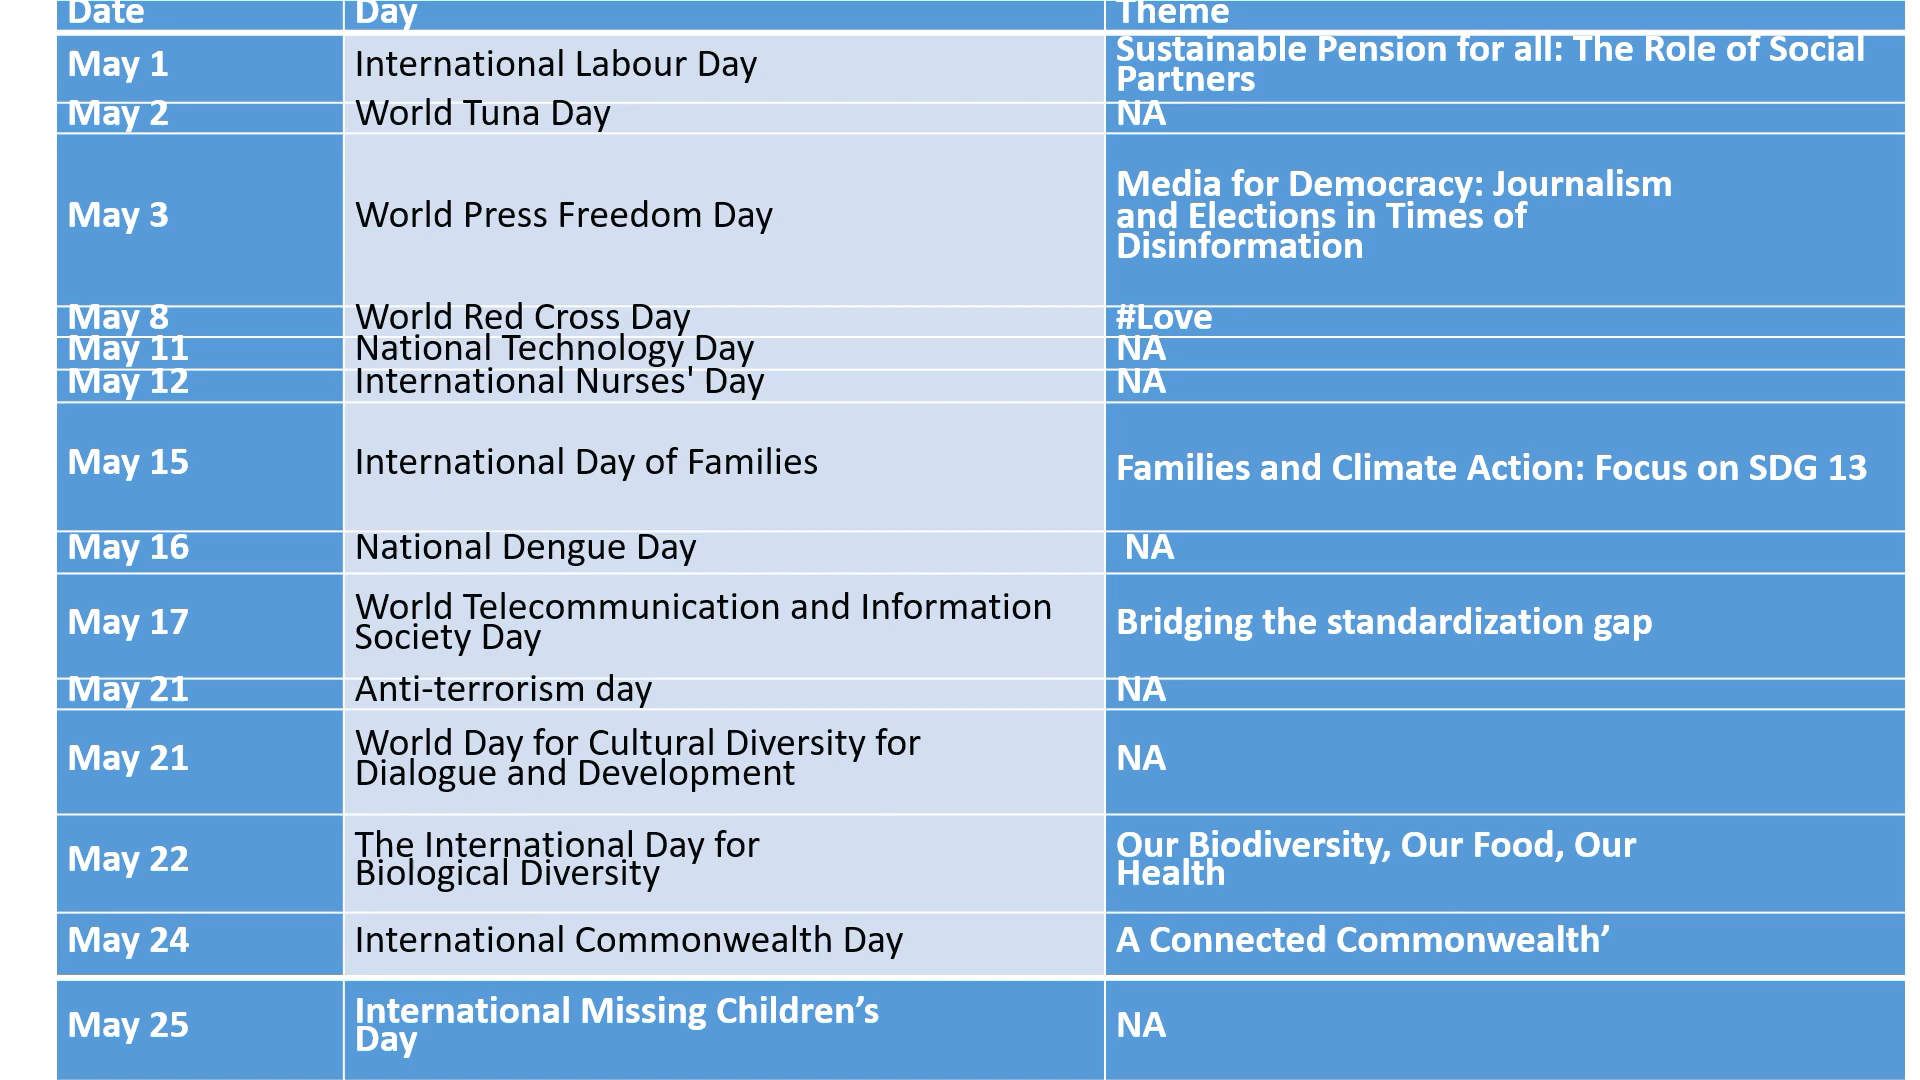 Date Day Theme
May 1 International Labour Day Sustainable Pension for all: The Role of Social
Partners
May 2 World Tuna Day NA
May 3 World Press Freedom Day Media for Democracy: Journalism
and Elections in Times of
Disinformation
May 8 World Red Cross Day #Love
May 11 National Technology Day NA
May 12 International Nurses' Day NA
May 15 International Day of Families Families and Climate Action: Focus on SDG 13
May 16 National Dengue Day NA
May 17 World Telecommunication and Information
Society Day Bridging the standardization gap
May 21 Anti-terrorism day NA
May 21 World Day for Cultural Diversity for
Dialogue and Development NA
May 22 The International Day for
Biological Diversity Our Biodiversity, Our Food, Our
Health
May 24 International Commonwealth Day A Connected Commonwealth’
May 25 International Missing Children’s
Day NA